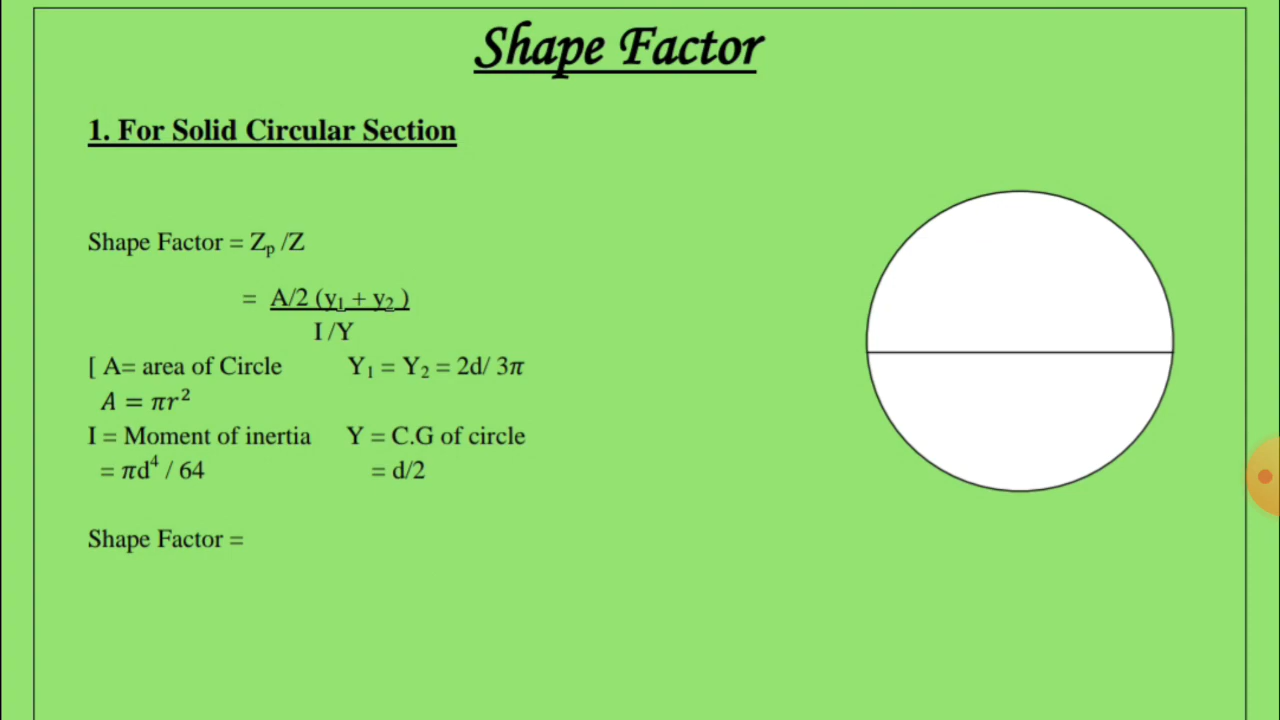 Shape Factor
1. For Solid Circular Section
Shape Factor = Zₚ /Z
= A/2 (y₁ + y₂ )
I /Y
[ A= area of Circle Y₁ = Y₂ = 2d/ 3π
A = πr²
I = Moment of inertia Y = C.G of circle
= πd⁴ / 64 = d/2
Shape Factor =